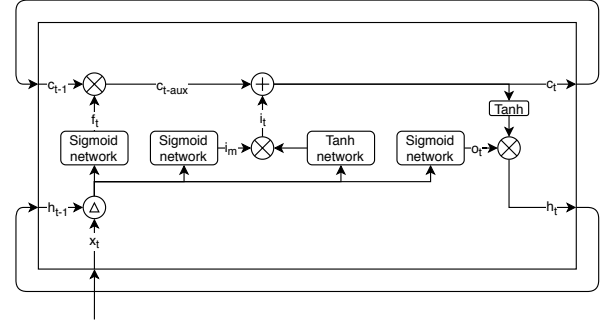 c_{t-1}
c_{t-aux}
c_t
f_t
i_t
Tanh
Sigmoid
network
Sigmoid
network
i_m
Tanh
network
Sigmoid
network
o_t
h_{t-1}
Δ
h_t
x_t